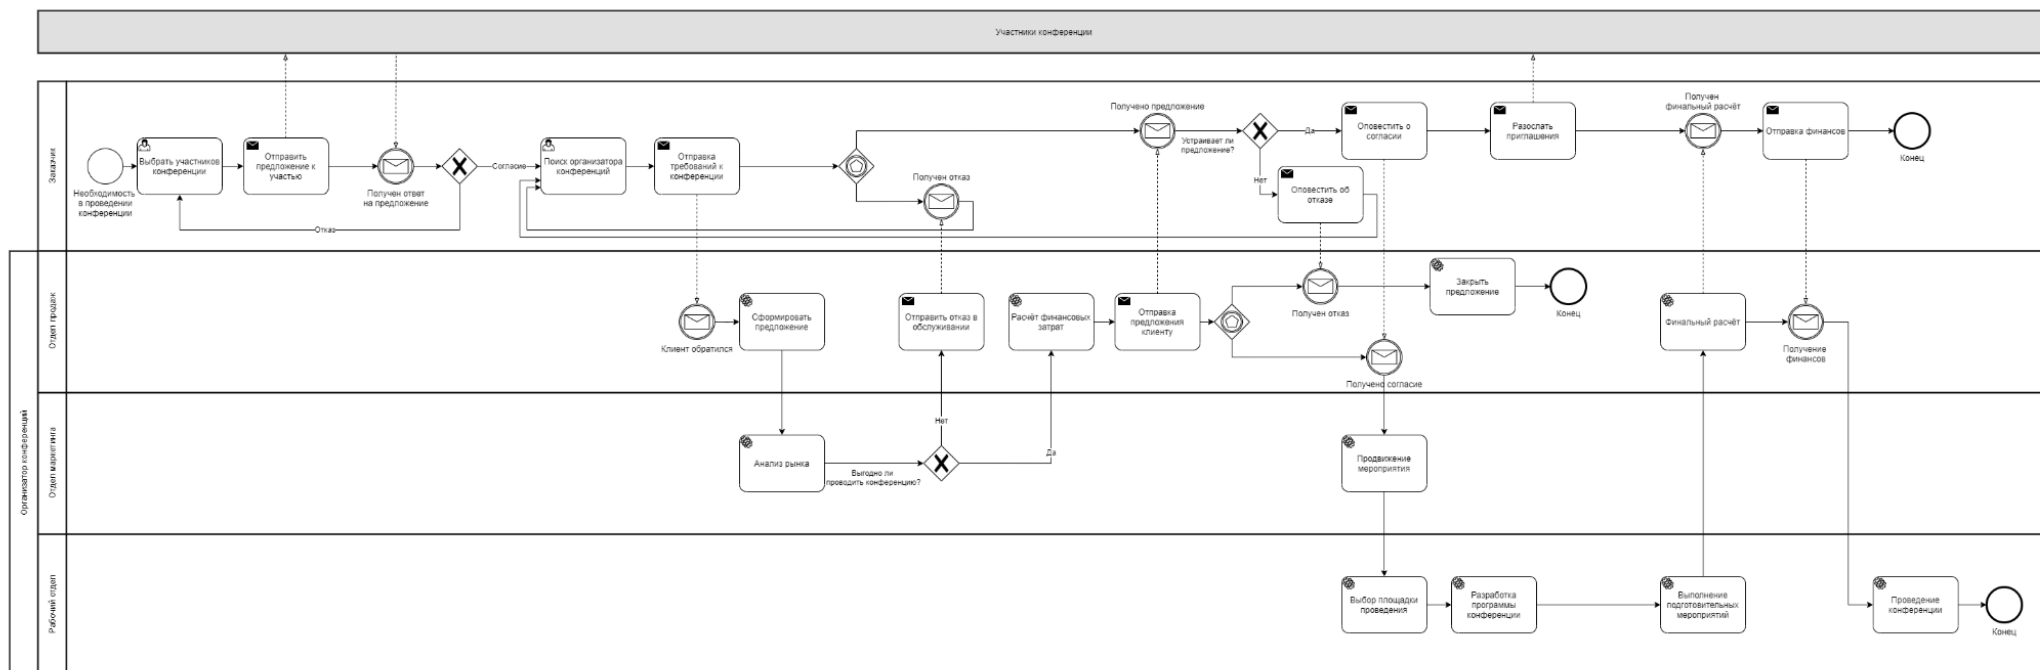 Участники конференции
Заказчик
Необходимость
в проведении
конференции
Выбрать участников
конференции
Отправить
предложение к
участью
Получен ответ
на предложение
Отказ
Согласие
Поиск организатора
конференций
Отправка
требований к
конференции
Получен отказ
Получено предложение
Устраивает ли
предложение?
Да
Нет
Оповестить о
согласии
Оповестить об
отказе
Разослать
приглашения
Получен
финальный расчёт
Отправка финансов
Конец
Организатор конференций
Отдел продаж
Клиент обратился
Сформировать
предложение
Отправить отказ в
обслуживании
Расчёт финансовых
затрат
Отправка
предложения
клиенту
Получен отказ
Получено согласие
Закрыть
предложение
Конец
Финальный расчёт
Получение
финансов
Отдел маркетинга
Анализ рынка
Выгодно ли
проводить конференцию?
Нет
Да
Продвижение
мероприятия
Рабочий отдел
Выбор площадки
проведения
Разработка
программы
конференции
Выполнение
подготовительных
мероприятий
Проведение
конференции
Конец